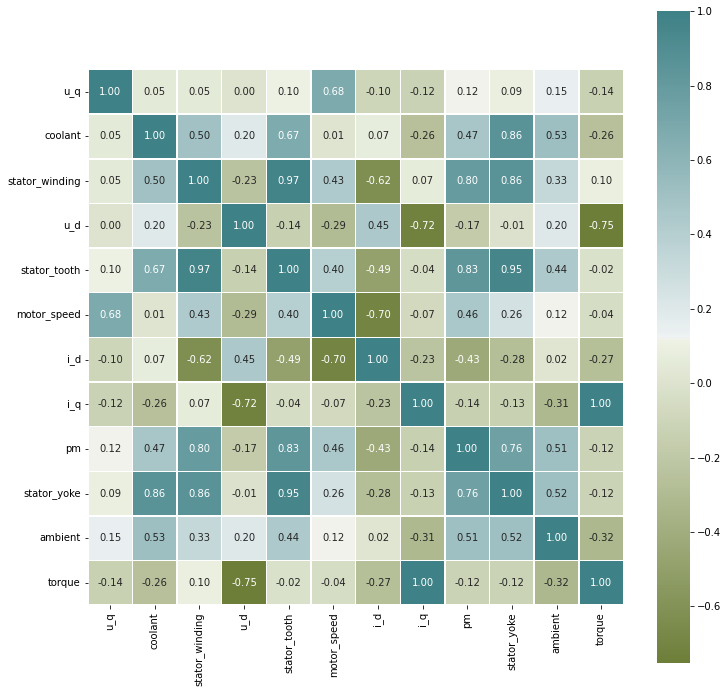 1.0
u_q 1.00 0.05 0.05 0.00 0.10 0.68 -0.10 -0.12 0.12 0.09 0.15 -0.14
0.8
coolant 0.05 1.00 0.50 0.20 0.67 0.01 0.07 -0.26 0.47 0.86 0.53 -0.26
stator_winding 0.05 0.50 1.00 -0.23 0.97 0.43 -0.62 0.07 0.80 0.86 0.33 0.10
0.6
u_d 0.00 0.20 -0.23 1.00 -0.14 -0.29 0.45 -0.72 -0.17 -0.01 0.20 -0.75
0.4
stator_tooth 0.10 0.67 0.97 -0.14 1.00 0.40 -0.49 -0.04 0.83 0.95 0.44 -0.02
0.2
motor_speed 0.68 0.01 0.43 -0.29 0.40 1.00 -0.70 -0.07 0.46 0.26 0.12 -0.04
i_d -0.10 0.07 -0.62 0.45 -0.49 -0.70 1.00 -0.23 -0.43 -0.28 0.02 -0.27
0.0
i_q -0.12 -0.26 0.07 -0.72 -0.04 -0.07 -0.23 1.00 -0.14 -0.13 -0.31 1.00
-0.2
pm 0.12 0.47 0.80 -0.17 0.83 0.46 -0.43 -0.14 1.00 0.76 0.51 -0.12
stator_yoke 0.09 0.86 0.86 -0.01 0.95 0.26 -0.28 -0.13 0.76 1.00 0.52 -0.12
-0.4
ambient 0.15 0.53 0.33 0.20 0.44 0.12 0.02 -0.31 0.51 0.52 1.00 -0.32
torque -0.14 -0.26 0.10 -0.75 -0.02 -0.04 -0.27 1.00 -0.12 -0.12 -0.32 1.00
-0.6
u_q coolant stator_winding u_d stator_tooth motor_speed i_d i_q pm stator_yoke ambient torque